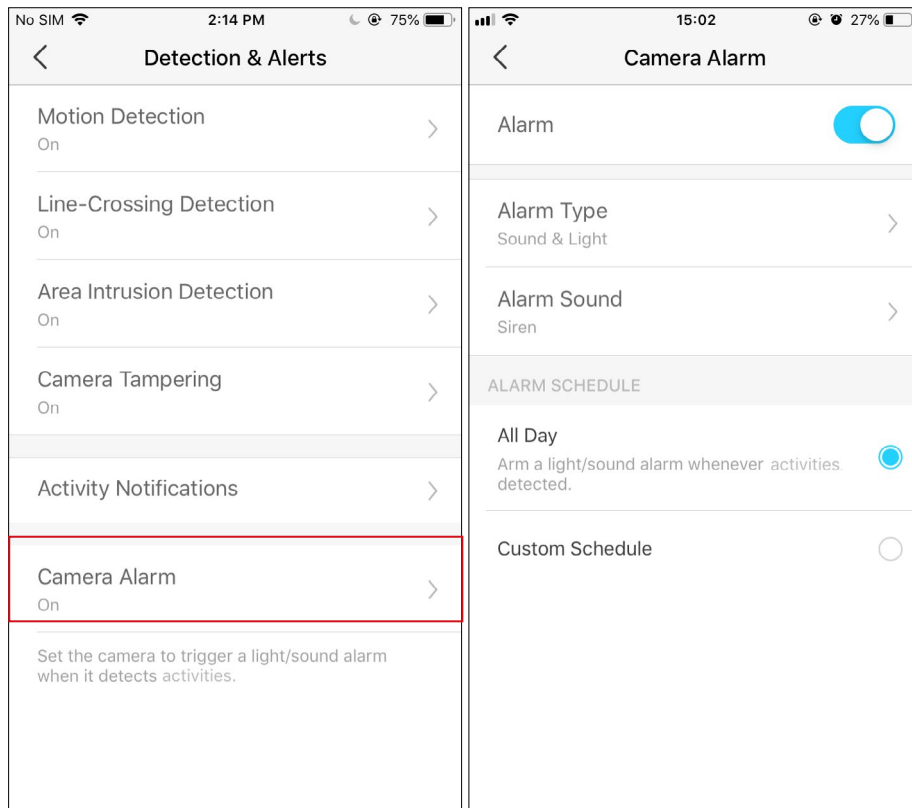 No SIM 2:14 PM 75%
Detection & Alerts
Motion Detection
On
Line-Crossing Detection
On
Area Intrusion Detection
On
Camera Tampering
On
Activity Notifications
Camera Alarm
On
Set the camera to trigger a light/sound alarm
when it detects activities.
15:02 27%
Camera Alarm
Alarm
Alarm Type
Sound & Light
Alarm Sound
Siren
ALARM SCHEDULE
All Day
Arm a light/sound alarm whenever activities
detected.
Custom Schedule